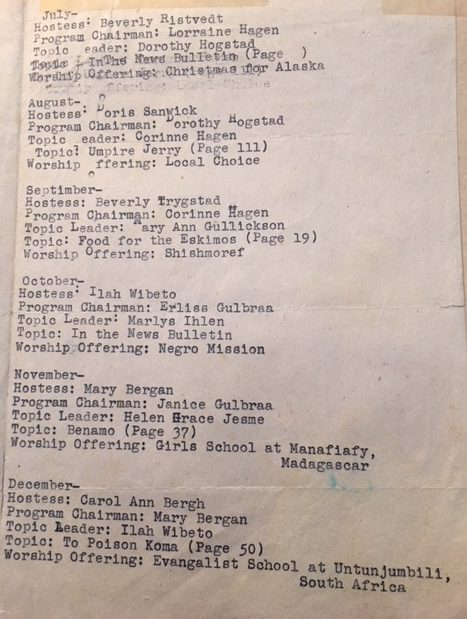 July-
Hostess: Beverly Ristvedt
Program Chairman: Lorraine Hagen
Topic Leader: Dorothy Hogstad
Topic: In The News Bulletin (Page )
Worship Offering: Christmas for Alaska
August-
Hostess: Doris Sanwick
Program Chairman: Dorothy Hogstad
Topic Leader: Corinne Hagen
Topic: Umpire Jerry (Page 111)
Worship Offering: Local Choice
Septimber-
Hostess: Beverly Trygstad
Program Chairman: Corinne Hagen
Topic Leader: Mary Ann Gullickson
Topic: Food for the Eskimos (Page 19)
Worship Offering: Shishmoref
October-
Hostess: Ilah Wibeto
Program Chairman: Erliss Gulbraa
Topic Leader: Marlys Ihlen
Topic: In the News Bulletin
Worship Offering: Negro Mission
November-
Hostess: Mary Bergan
Program Chairman: Janice Gulbraa
Topic Leader: Helen Grace Jesme
Topic: Benamo (Page 37)
Worship Offering: Girls School at Manafiafy,
Madagascar
December-
Hostess: Carol Ann Bergh
Program Chairman: Mary Bergan
Topic Leader: Ilah Wibeto
Topic: To Poison Koma (Page 50)
Worship Offering: Evangalist School at Untunjumbili,
South Africa